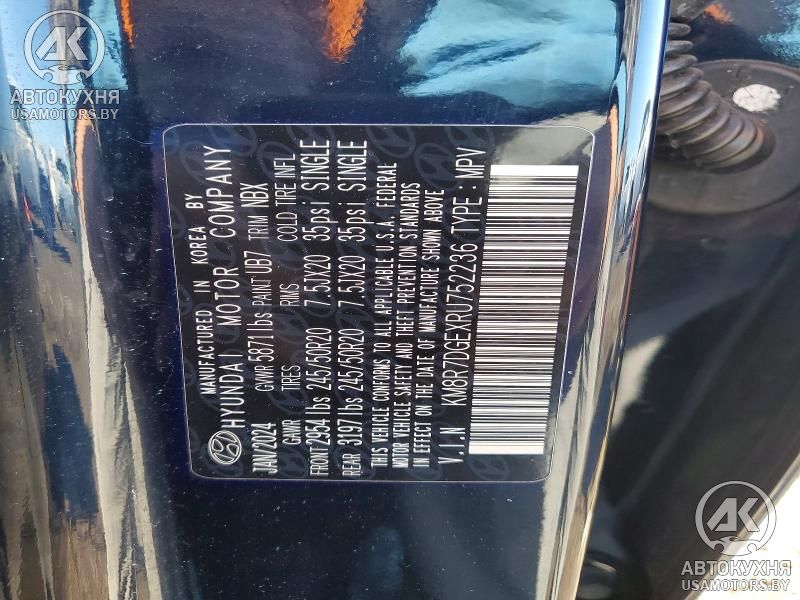 АК
АВТОКУХНЯ
USAMOTORS.BY
MANUFACTURED IN KOREA BY
HYUNDAI MOTOR COMPANY
JAN/2024 GVWR 5871lbs PAINT UB7 TRIM NBX
GAWR TIRES RMS COLD TIRE INFL
FRONT 2954lbs 245/50R20 7.5JX20 35psi SINGLE
REAR 3197lbs 245/50R20 7.5JX20 35psi SINGLE
THIS VEHICLE CONFORMS TO ALL APPLICABLE U.S.A. FEDERAL
MOTOR VEHICLE SAFETY AND THEFT PREVENTION STANDARDS
IN EFFECT ON THE DATE OF MANUFACTURE SHOWN ABOVE
V.I.N KM8R7DGEXRU752236 TYPE : MPV
АК
АВТОКУХНЯ
USAMOTORS.BY